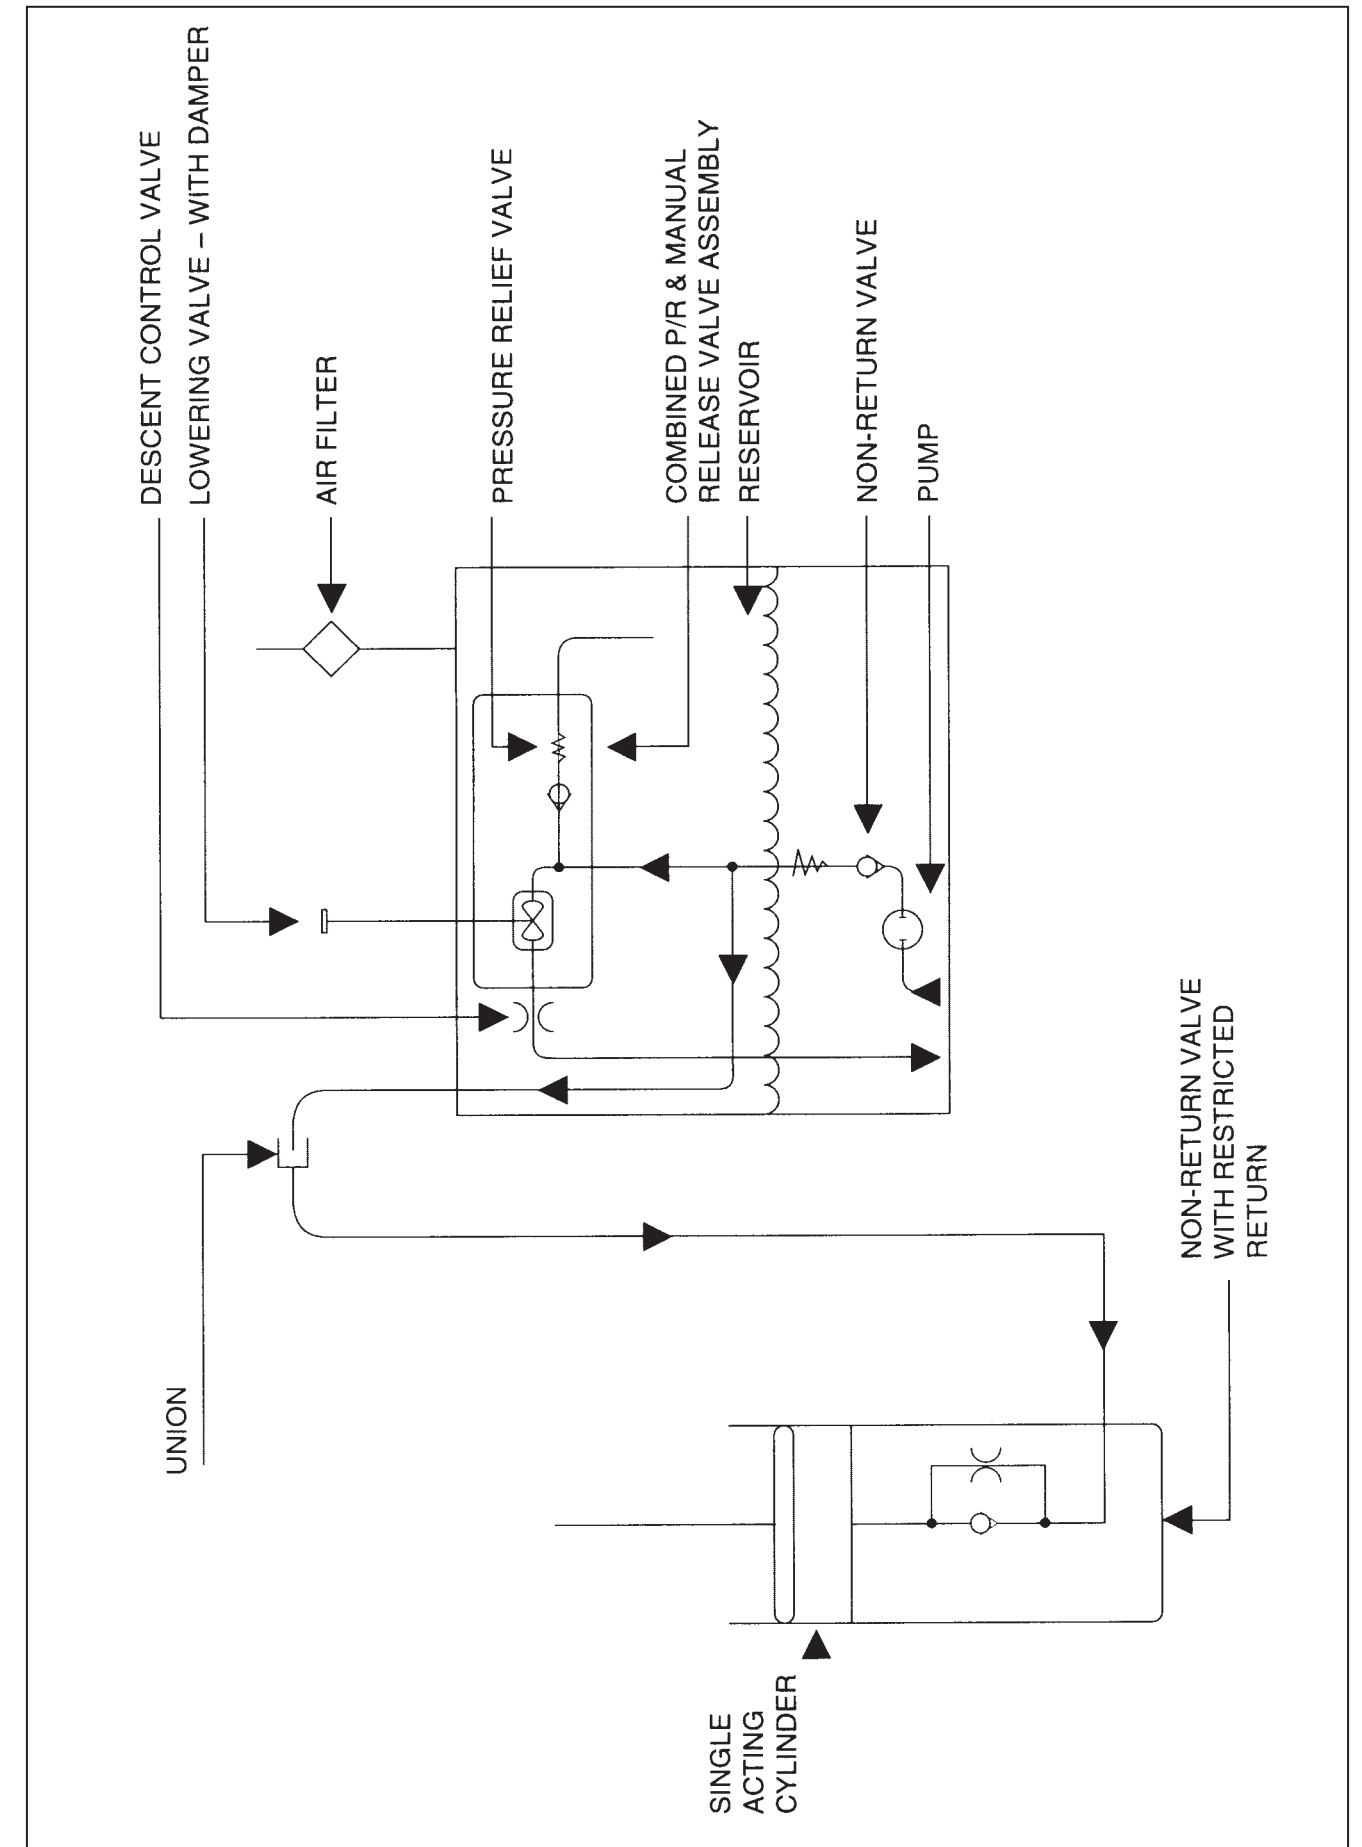 DESCENT CONTROL VALVE
LOWERING VALVE – WITH DAMPER
AIR FILTER
PRESSURE RELIEF VALVE
COMBINED P/R & MANUAL
RELEASE VALVE ASSEMBLY
RESERVOIR
NON-RETURN VALVE
PUMP
UNION
NON-RETURN VALVE
WITH RESTRICTED
RETURN
SINGLE
ACTING
CYLINDER